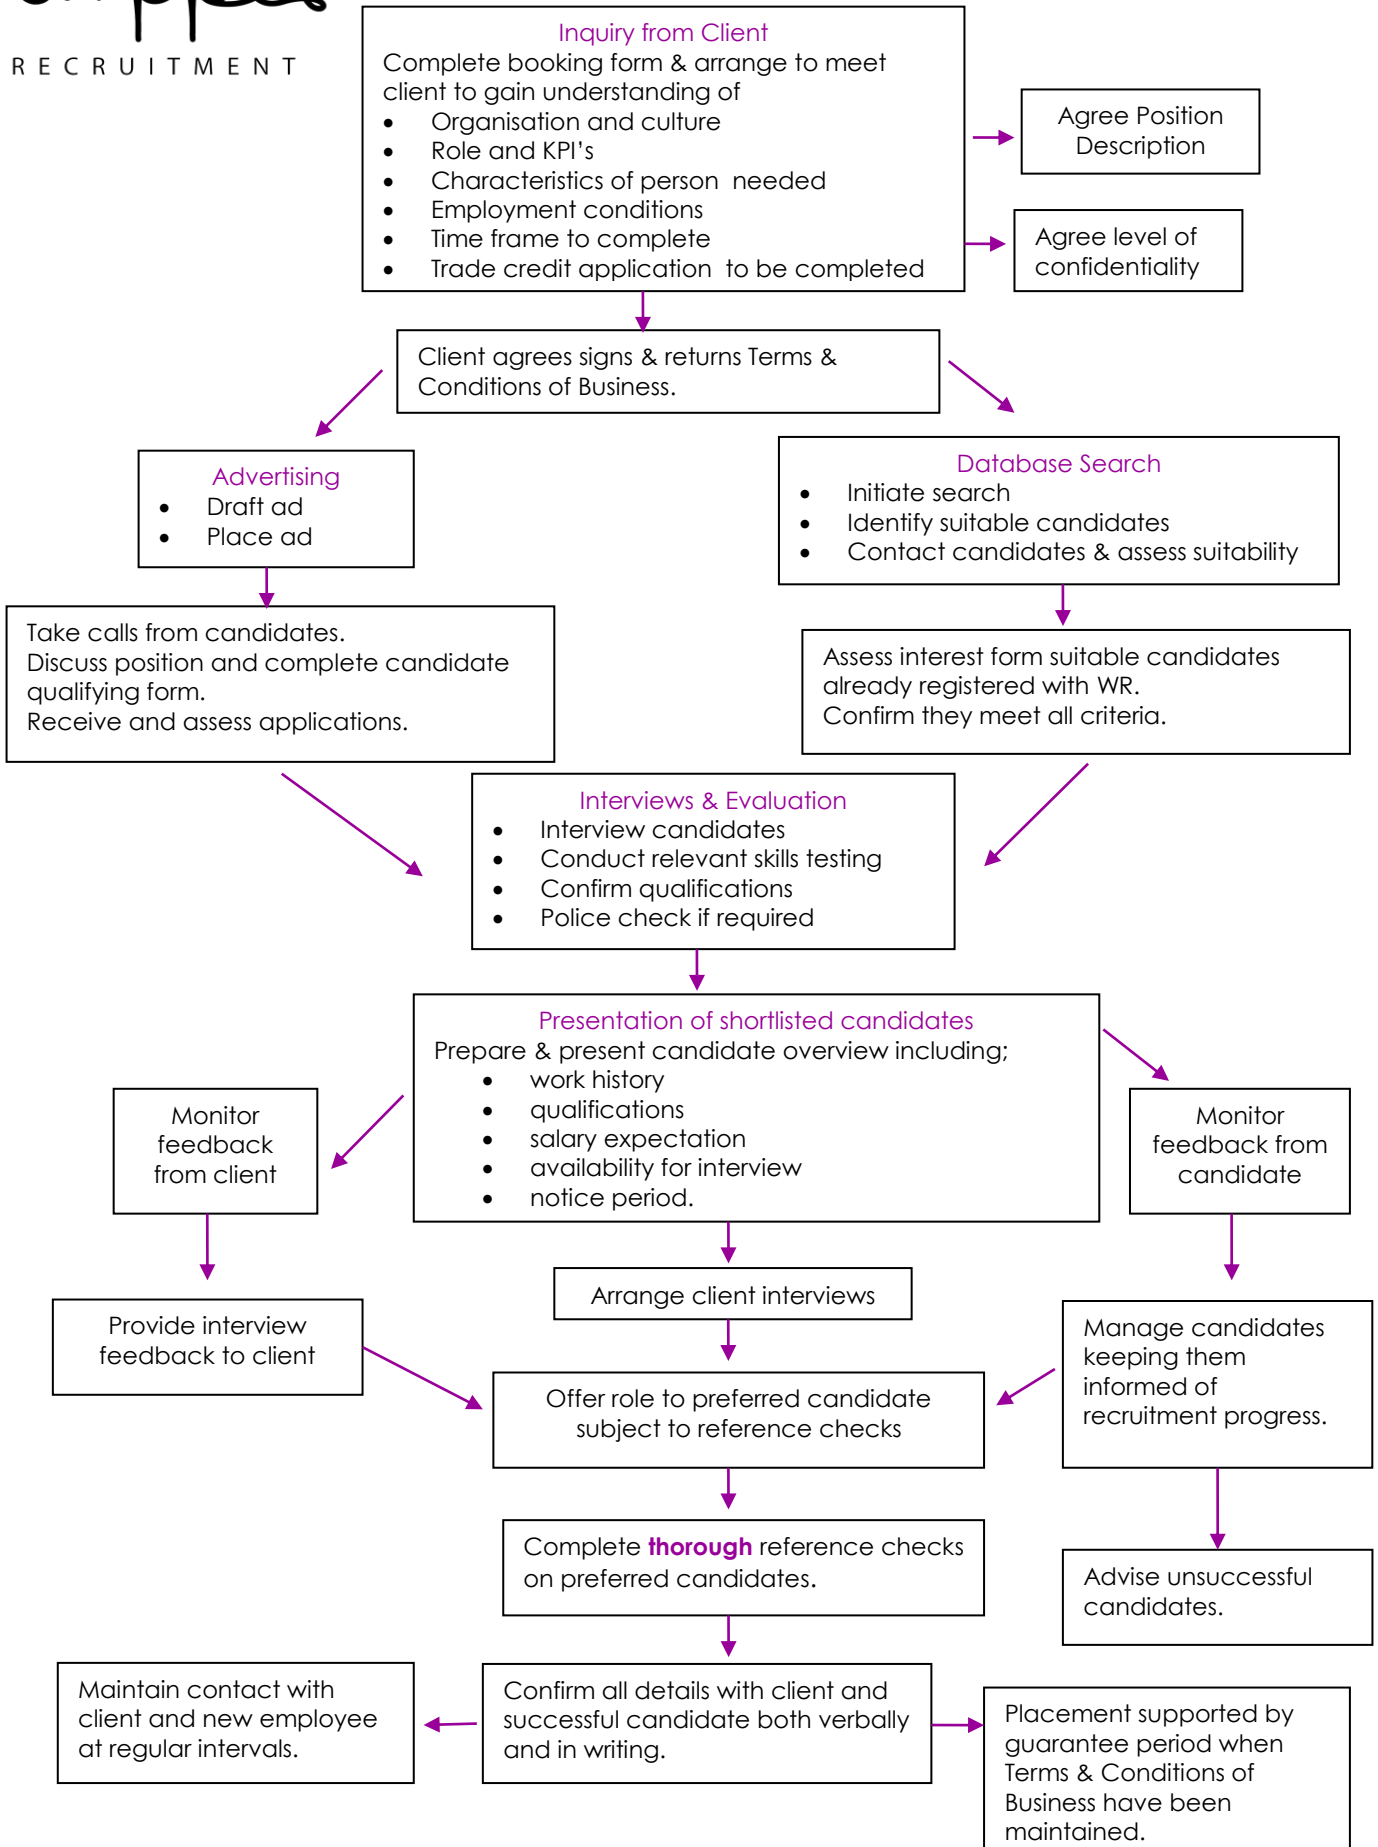 RECRUITMENT
Inquiry from Client
Complete booking form & arrange to meet
client to gain understanding of
• Organisation and culture
• Role and KPI's
• Characteristics of person needed
• Employment conditions
• Time frame to complete
• Trade credit application to be completed
Agree Position
Description
Agree level of
confidentiality
Client agrees signs & returns Terms &
Conditions of Business.
Advertising
• Draft ad
• Place ad
Database Search
• Initiate search
• Identify suitable candidates
• Contact candidates & assess suitability
Take calls from candidates.
Discuss position and complete candidate
qualifying form.
Receive and assess applications.
Assess interest form suitable candidates
already registered with WR.
Confirm they meet all criteria.
Interviews & Evaluation
• Interview candidates
• Conduct relevant skills testing
• Confirm qualifications
• Police check if required
Presentation of shortlisted candidates
Prepare & present candidate overview including;
• work history
• qualifications
• salary expectation
• availability for interview
• notice period.
Monitor
feedback
from client
Monitor
feedback from
candidate
Arrange client interviews
Provide interview
feedback to client
Manage candidates
keeping them
informed of
recruitment progress.
Offer role to preferred candidate
subject to reference checks
Complete thorough reference checks
on preferred candidates.
Advise unsuccessful
candidates.
Maintain contact with
client and new employee
at regular intervals.
Confirm all details with client and
successful candidate both verbally
and in writing.
Placement supported by
guarantee period when
Terms & Conditions of
Business have been
maintained.